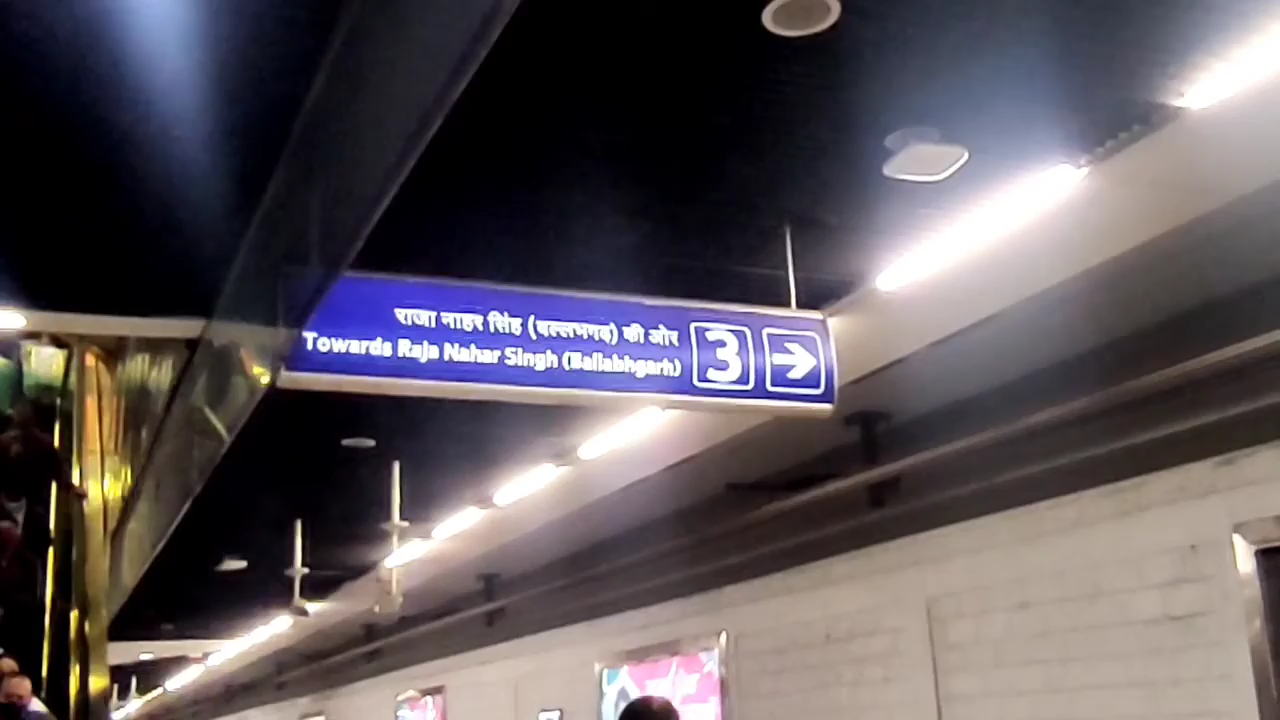 राजा नाहर सिंह (बल्लभगढ़) की ओर
Towards Raja Nahar Singh (Ballabhgarh)
3